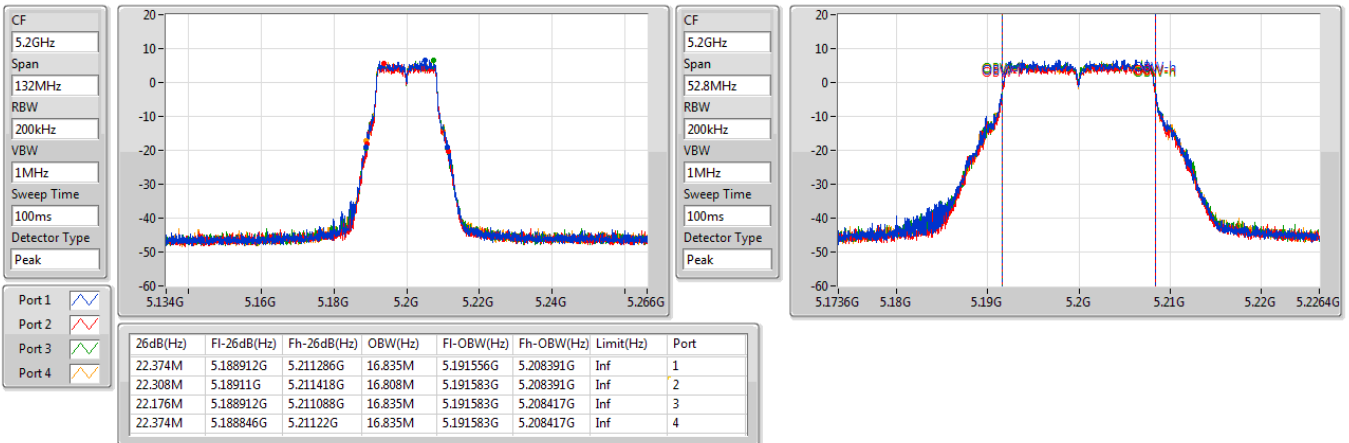 CF
5.2GHz
Span
132MHz
RBW
200kHz
VBW
1MHz
Sweep Time
100ms
Detector Type
Peak
20
10
0
-10
-20
-30
-40
-50
-60
5.134G 5.16G 5.18G 5.2G 5.22G 5.24G 5.266G
CF
5.2GHz
Span
52.8MHz
RBW
200kHz
VBW
1MHz
Sweep Time
100ms
Detector Type
Peak
20
10
0
-10
-20
-30
-40
-50
-60
5.1736G 5.18G 5.19G 5.2G 5.21G 5.22G 5.2264G
Port 1
Port 2
Port 3
Port 4
26dB(Hz) Fl-26dB(Hz) Fh-26dB(Hz) OBW(Hz) Fl-OBW(Hz) Fh-OBW(Hz) Limit(Hz) Port
22.374M 5.188912G 5.211286G 16.835M 5.191556G 5.208391G Inf 1
22.308M 5.18911G 5.211418G 16.808M 5.191583G 5.208391G Inf 2
22.176M 5.188912G 5.211088G 16.835M 5.191583G 5.208417G Inf 3
22.374M 5.188846G 5.21122G 16.835M 5.191583G 5.208417G Inf 4